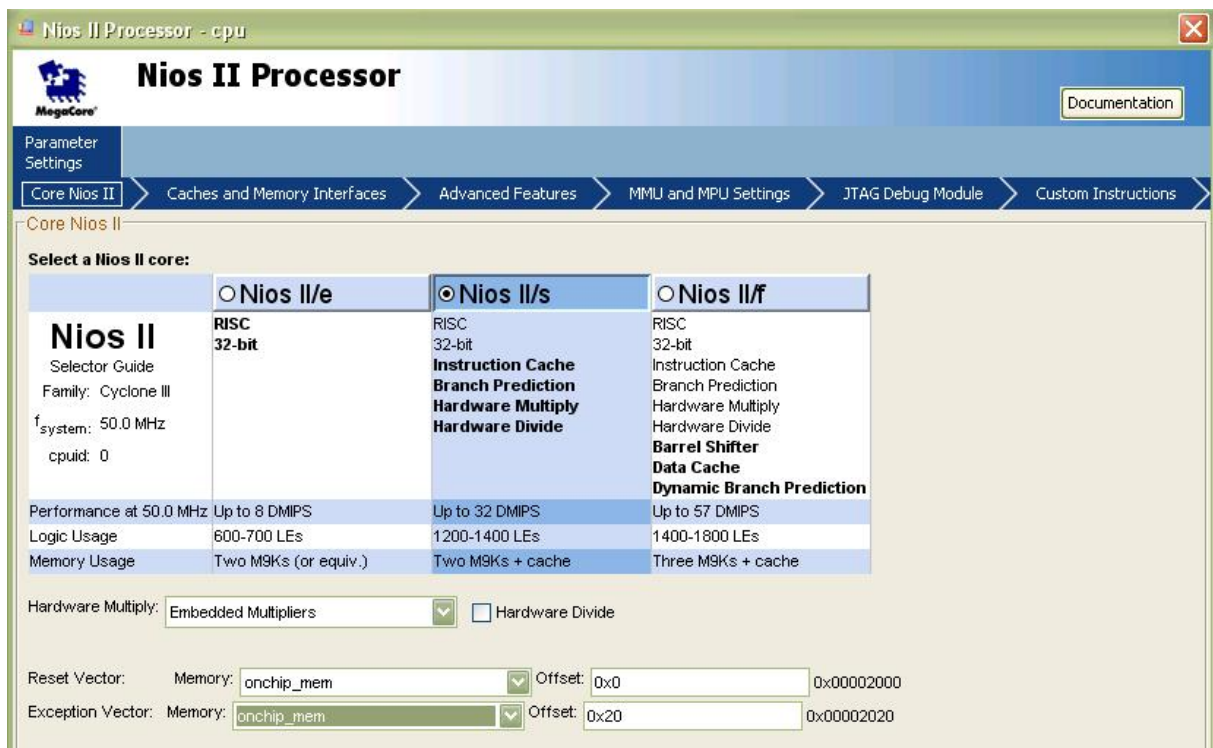 Nios II Processor - cpu
Nios II Processor
MegaCore®
Documentation
Parameter
Settings
Core Nios II
Caches and Memory Interfaces
Advanced Features
MMU and MPU Settings
JTAG Debug Module
Custom Instructions
Core Nios II
Select a Nios II core:
Nios II/e
Nios II/s
Nios II/f
Nios II
Selector Guide
Family: Cyclone III
fsystem: 50.0 MHz
cpuid: 0
RISC
32-bit
RISC
32-bit
Instruction Cache
Branch Prediction
Hardware Multiply
Hardware Divide
RISC
32-bit
Instruction Cache
Branch Prediction
Hardware Multiply
Hardware Divide
Barrel Shifter
Data Cache
Dynamic Branch Prediction
Performance at 50.0 MHz Up to 8 DMIPS Up to 32 DMIPS Up to 57 DMIPS
Logic Usage 600-700 LEs 1200-1400 LEs 1400-1800 LEs
Memory Usage Two M9Ks (or equiv.) Two M9Ks + cache Three M9Ks + cache
Hardware Multiply: Embedded Multipliers Hardware Divide
Reset Vector: Memory: onchip_mem Offset: 0x0 0x00002000
Exception Vector: Memory: onchip_mem Offset: 0x20 0x00002020